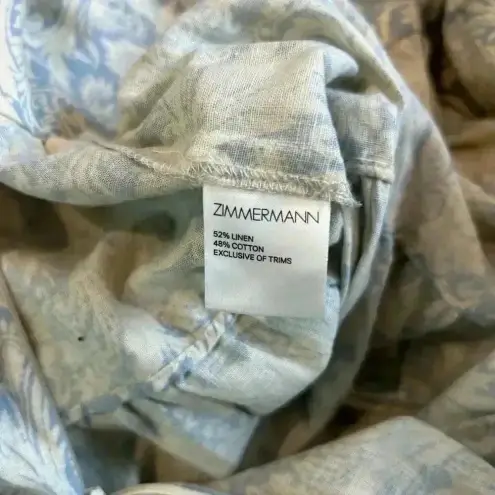 ZIMMERMANN
52% LINEN
48% COTTON
EXCLUSIVE OF TRIMS